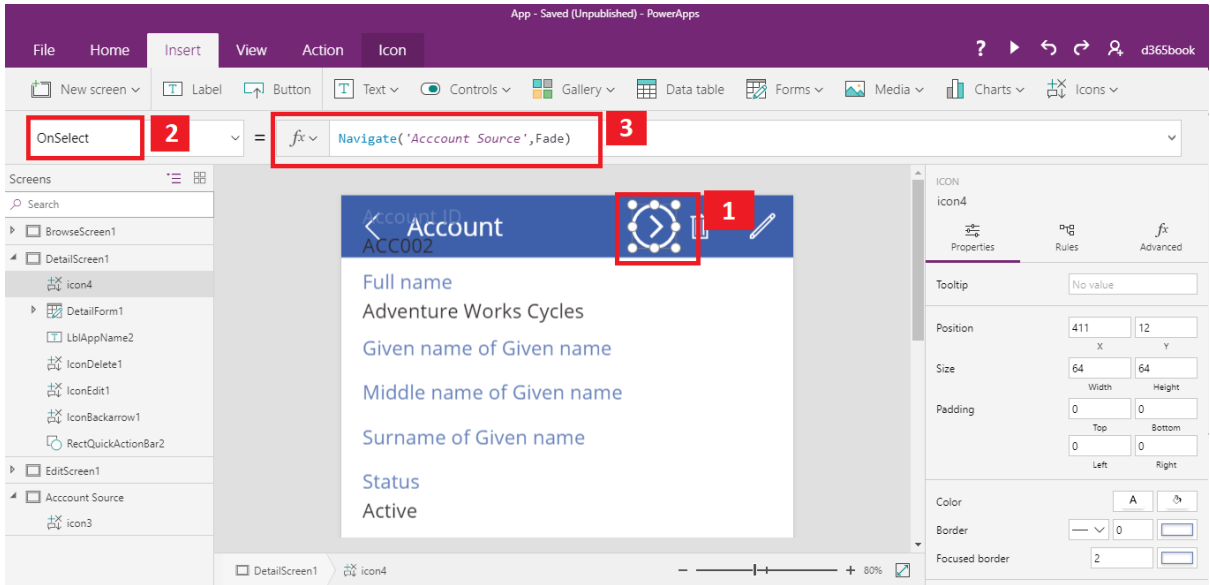 App - Saved (Unpublished) - PowerApps
File Home Insert View Action Icon ? d365book
New screen Label Button Text Controls Gallery Data table Forms Media Charts Icons
OnSelect 2 = fx Navigate('Acccount Source',Fade) 3
Screens
Search
BrowseScreen1
DetailScreen1
icon4
DetailForm1
LblAppName2
IconDelete1
IconEdit1
IconBackarrow1
RectQuickActionBar2
EditScreen1
Acccount Source
icon3
Account ID
Account 1
ACC002
Full name
Adventure Works Cycles
Given name of Given name
Middle name of Given name
Surname of Given name
Status
Active
DetailScreen1 icon4 - + 80%
ICON
icon4
Properties Rules fx Advanced
Tooltip No value
Position 411 12
X Y
Size 64 64
Width Height
Padding 0 0
Top Bottom
0 0
Left Right
Color A
Border 0
Focused border 2